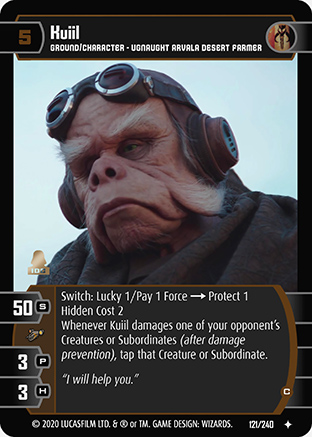 5
Kuiil
GROUND/CHARACTER - UGNAUGHT ARVALA DESERT FARMER
50 S
3 P
3 H
Switch: Lucky 1/Pay 1 Force → Protect 1
Hidden Cost 2
Whenever Kuiil damages one of your opponent's
Creatures or Subordinates (after damage
prevention), tap that Creature or Subordinate.
"I will help you."
C
© 2020 LUCASFILM LTD. & ® or TM. GAME DESIGN: WIZARDS. 121/240